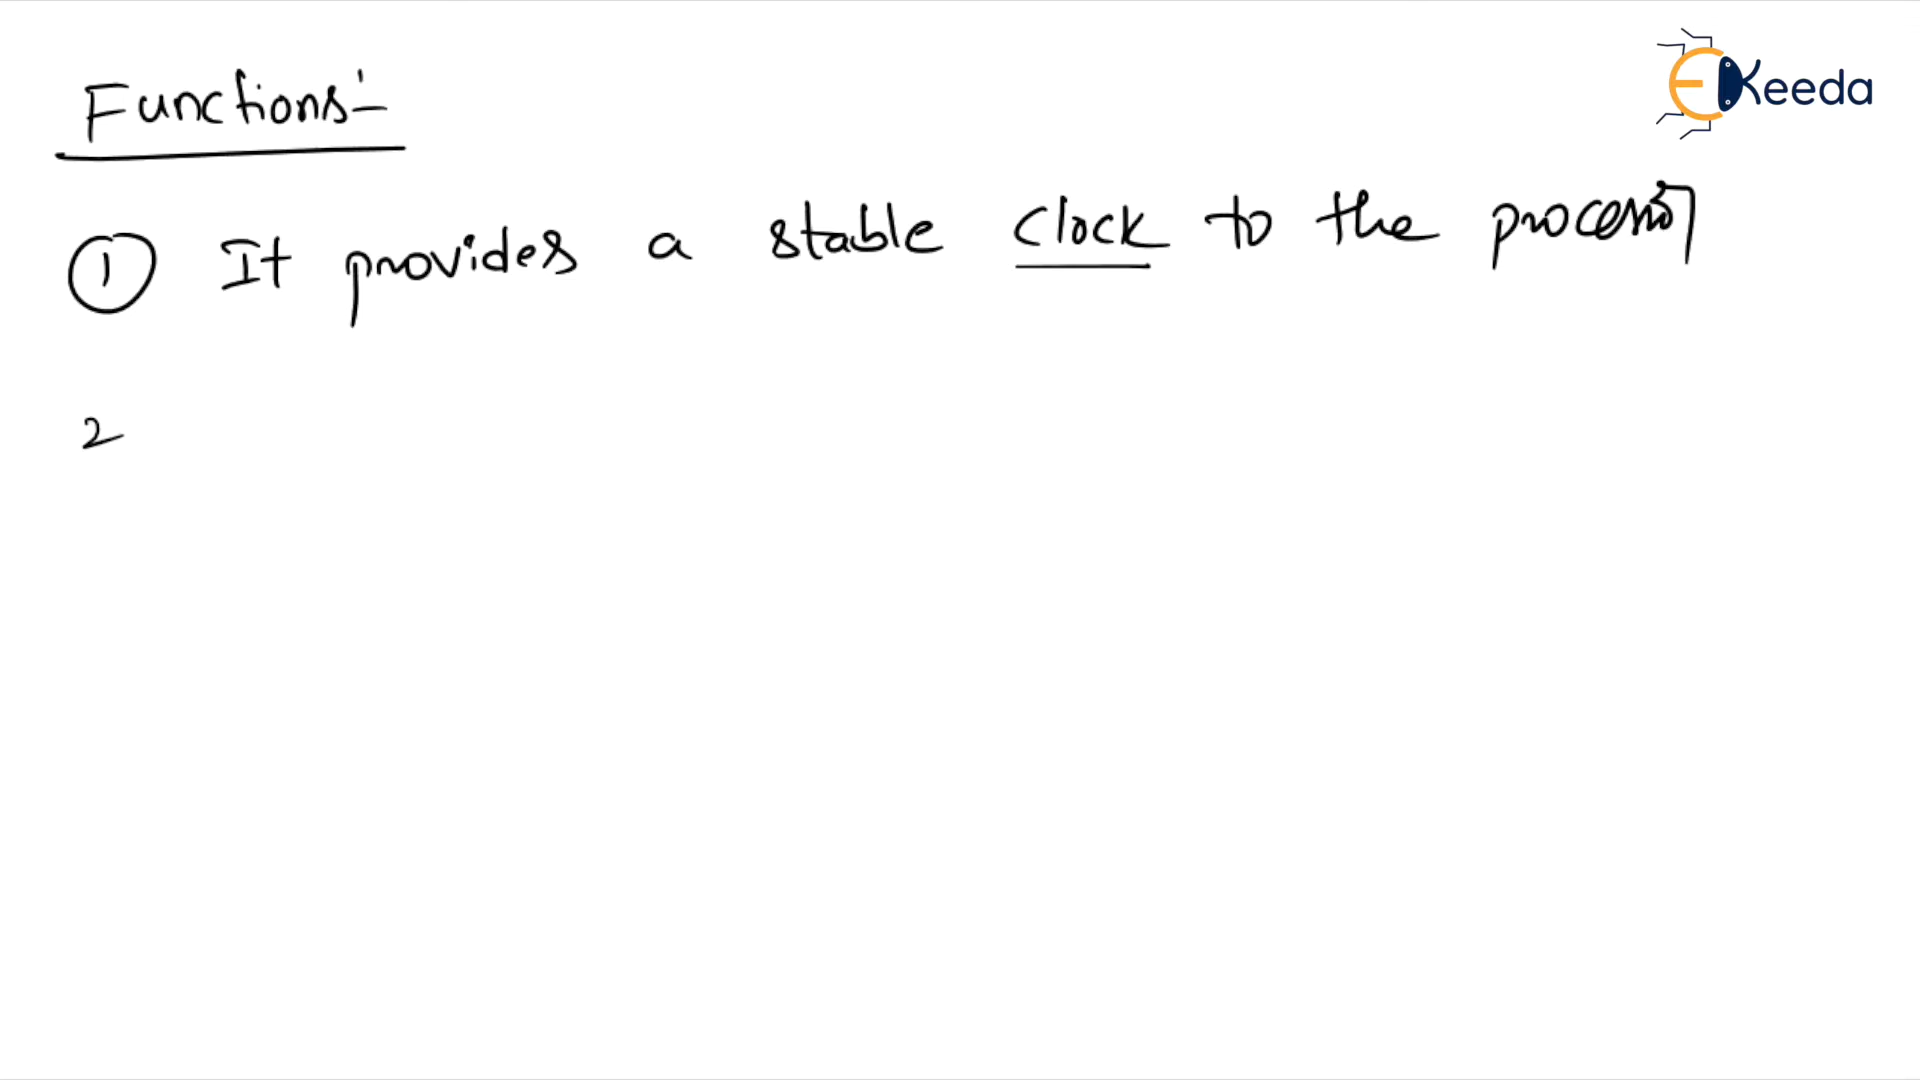 Functions:-
EKeeda
① It provides a stable clock to the processor
2